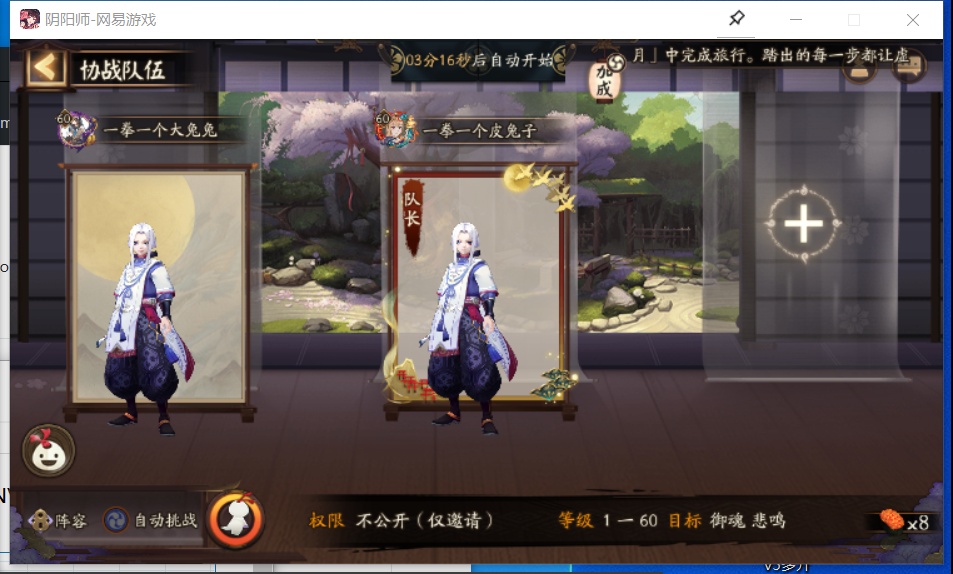 阴阳师-网易游戏
协战队伍
03分16秒后自动开始
加成
月」中完成旅行。踏出的每一步都让虚
60
一拳一个大兔兔
60
一拳一个皮兔子
队长
阵容
自动挑战
权限 不公开（仅邀请）
等级 1 — 60 目标 御魂 悲鸣
×8